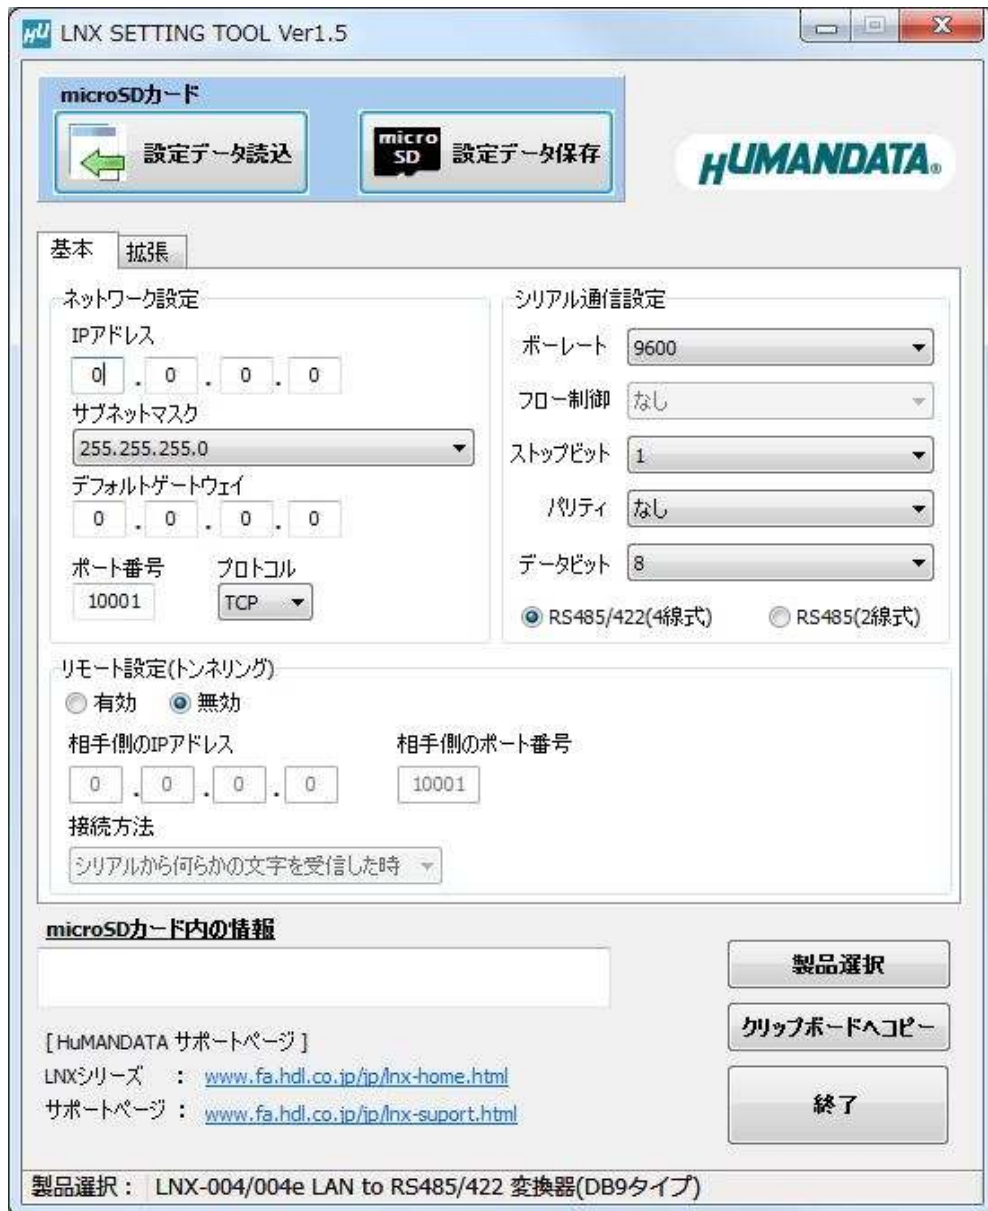 LNX SETTING TOOL Ver1.5
microSDカード
設定データ読込
micro
SD
設定データ保存
HUMANDATA®
基本 拡張
ネットワーク設定
IPアドレス
0 . 0 . 0 . 0
サブネットマスク
255.255.255.0
デフォルトゲートウェイ
0 . 0 . 0 . 0
ポート番号 プロトコル
10001 TCP
シリアル通信設定
ボーレート 9600
フロー制御 なし
ストップビット 1
パリティ なし
データビット 8
RS485/422(4線式) RS485(2線式)
リモート設定(トンネリング)
有効 無効
相手側のIPアドレス 相手側のポート番号
0 . 0 . 0 . 0 10001
接続方法
シリアルから何らかの文字を受信した時
microSDカード内の情報
製品選択
クリップボードへコピー
終了
[HuMANDATA サポートページ]
LNXシリーズ : www.fa.hdl.co.jp/jp/lnx-home.html
サポートページ : www.fa.hdl.co.jp/jp/lnx-suport.html
製品選択: LNX-004/004e LAN to RS485/422 変換器(DB9タイプ)